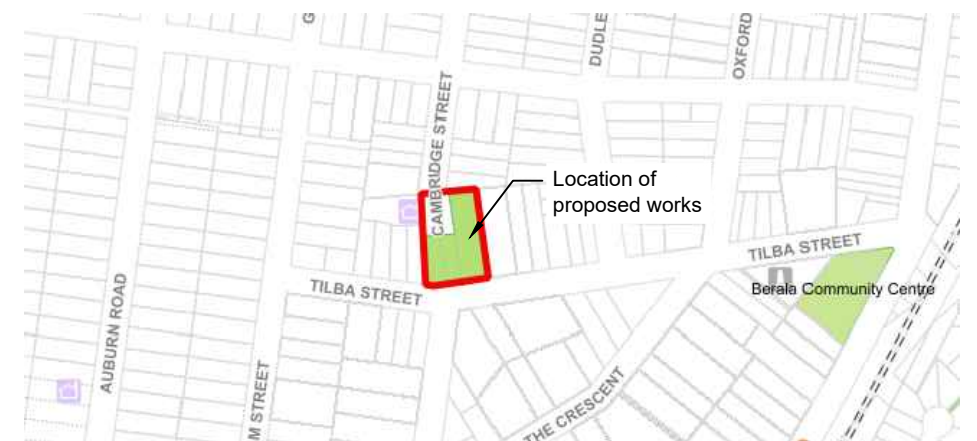 G
DUDLE
OXFORD
CAMBRIDGE STREET
Location of
proposed works
TILBA STREET
TILBA STREET
Berala Community Centre
AUBURN ROAD
M STREET
THE CRESCENT